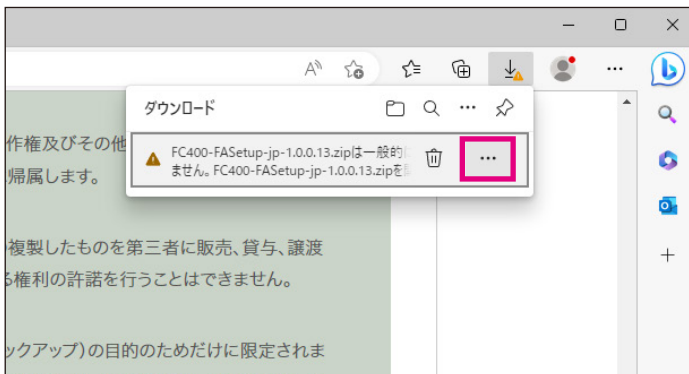 ダウンロード
作権及びその他
FC400-FASetup-jp-1.0.0.13.zipは一般的
ません。FC400-FASetup-jp-1.0.0.13.zipを
帰属します。
複製したものを第三者に販売、貸与、譲渡
る権利の許諾を行うことはできません。
ックアップ)の目的のためだけに限定されま